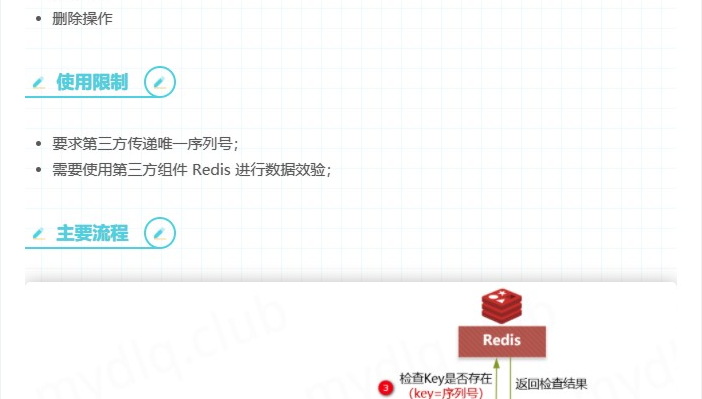 删除操作
使用限制
要求第三方传递唯一序列号；
需要使用第三方组件 Redis 进行数据效验；
主要流程
Redis
3 检查Key是否存在 返回检查结果
（key=序列号）
mydlq.club